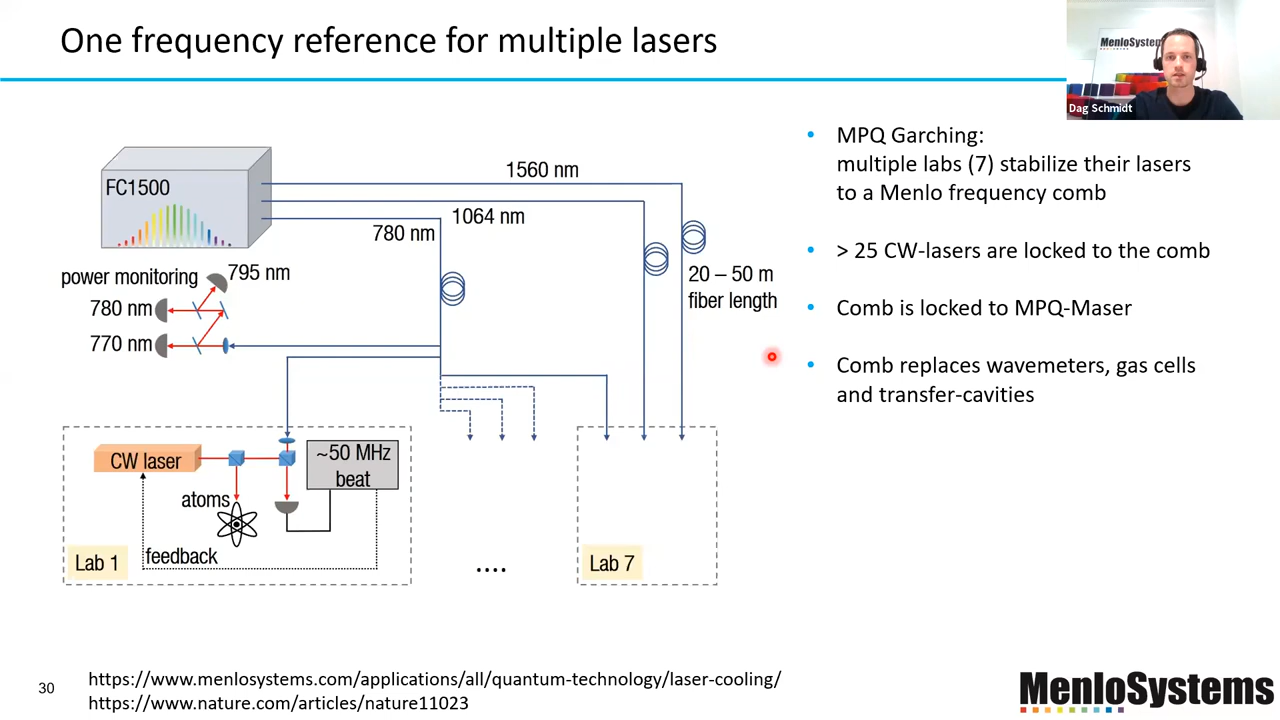 One frequency reference for multiple lasers
MenloSystems
Dag Schmidt
FC1500
1560 nm
1064 nm
780 nm
power monitoring
795 nm
780 nm
770 nm
20 – 50 m
fiber length
CW laser
~50 MHz
beat
atoms
feedback
Lab 1
....
Lab 7
• MPQ Garching:
multiple labs (7) stabilize their lasers
to a Menlo frequency comb
• > 25 CW-lasers are locked to the comb
• Comb is locked to MPQ-Maser
• Comb replaces wavemeters, gas cells
and transfer-cavities
30
https://www.menlosystems.com/applications/all/quantum-technology/laser-cooling/
https://www.nature.com/articles/nature11023
MenloSystems